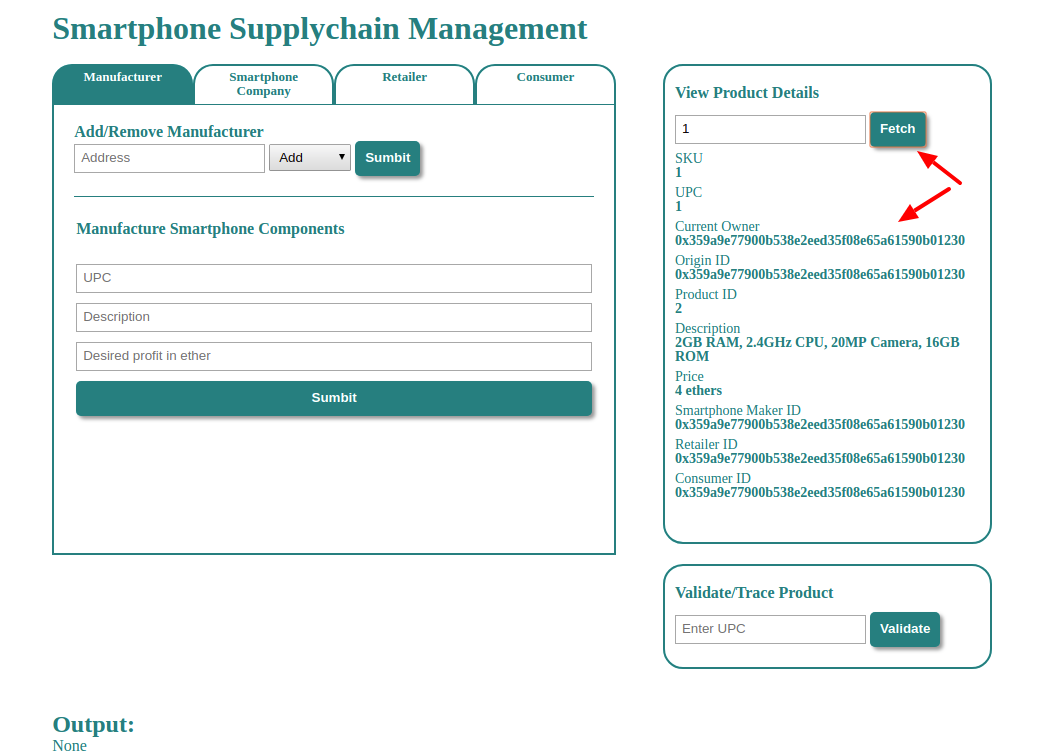 Smartphone Supplychain Management
Manufacturer
Smartphone
Company
Retailer
Consumer
Add/Remove Manufacturer
Address
Add
Sumbit
Manufacture Smartphone Components
UPC
Description
Desired profit in ether
Sumbit
View Product Details
1
Fetch
SKU
1
UPC
1
Current Owner
0x359a9e77900b538e2eed35f08e65a61590b01230
Origin ID
0x359a9e77900b538e2eed35f08e65a61590b01230
Product ID
2
Description
2GB RAM, 2.4GHz CPU, 20MP Camera, 16GB
ROM
Price
4 ethers
Smartphone Maker ID
0x359a9e77900b538e2eed35f08e65a61590b01230
Retailer ID
0x359a9e77900b538e2eed35f08e65a61590b01230
Consumer ID
0x359a9e77900b538e2eed35f08e65a61590b01230
Validate/Trace Product
Enter UPC
Validate
Output:
None